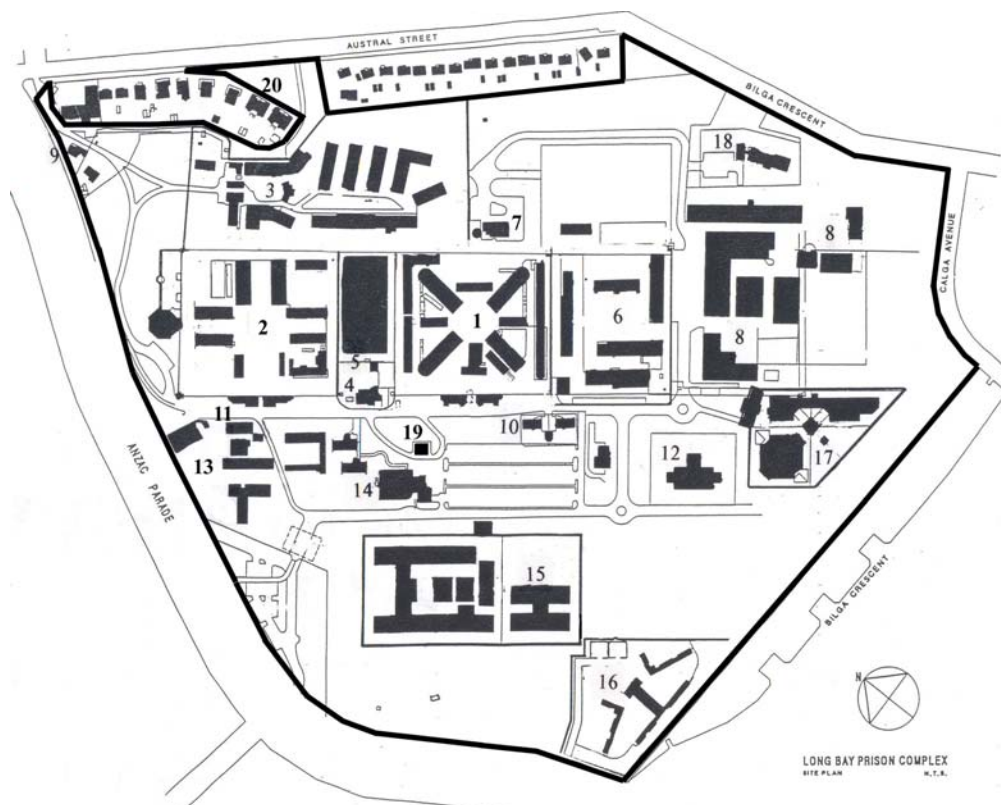 AUSTRAL STREET
BILGA CRESCENT
20
9
3
18
7
8
CALGA AVENUE
2
1
6
8
5
4
11
19
10
13
14
12
17
ANZAC PARADE
15
BILGA CRESCENT
16
N
LONG BAY PRISON COMPLEX
SITE PLAN N.T.S.